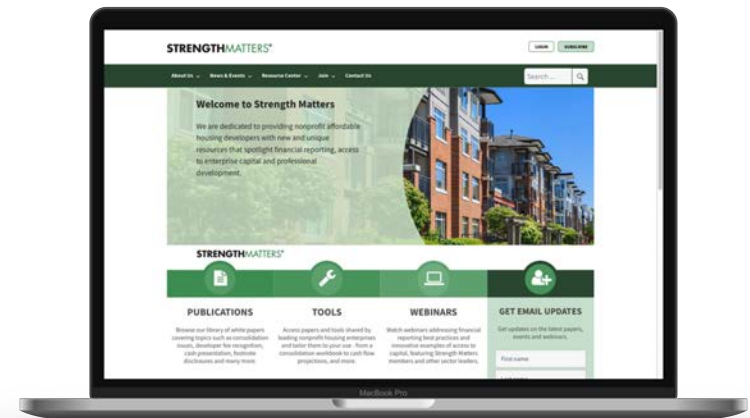 STRENGTHMATTERS®
LOGIN SUBSCRIBE
About Us News & Events Resource Center Join Contact Us Search ...
Welcome to Strength Matters
We are dedicated to providing nonprofit affordable
housing developers with new and unique
resources that spotlight financial reporting, access
to enterprise capital and professional
development.
STRENGTHMATTERS®
PUBLICATIONS
Browse our library of white papers
covering topics such as consolidation
issues, developer fee recognition,
cash presentation, footnote
disclosures and many more.
TOOLS
Access papers and tools shared by
leading nonprofit housing enterprises
and tailor them to your use - from a
consolidation workbook to cash flow
projections, and more.
WEBINARS
Watch webinars addressing financial
reporting best practices and
innovative examples of access to
capital, featuring Strength Matters
members and other sector leaders.
GET EMAIL UPDATES
Get updates on the latest papers,
events and webinars.
First name
MacBook Pro